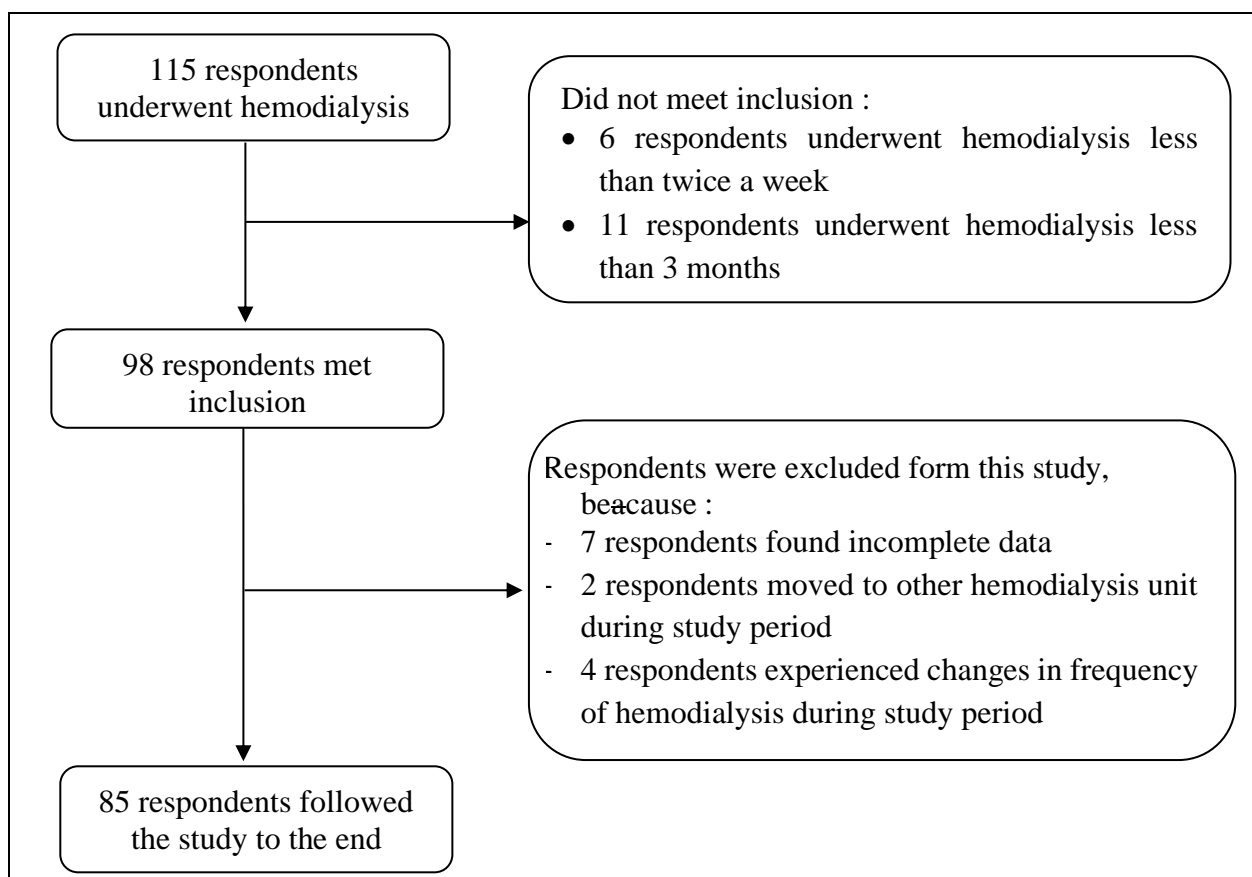 115 respondents
underwent hemodialysis
Did not meet inclusion :
• 6 respondents underwent hemodialysis less
than twice a week
• 11 respondents underwent hemodialysis less
than 3 months
98 respondents met
inclusion
Respondents were excluded form this study,
beacause :
- 7 respondents found incomplete data
- 2 respondents moved to other hemodialysis unit
during study period
- 4 respondents experienced changes in frequency
of hemodialysis during study period
85 respondents followed
the study to the end